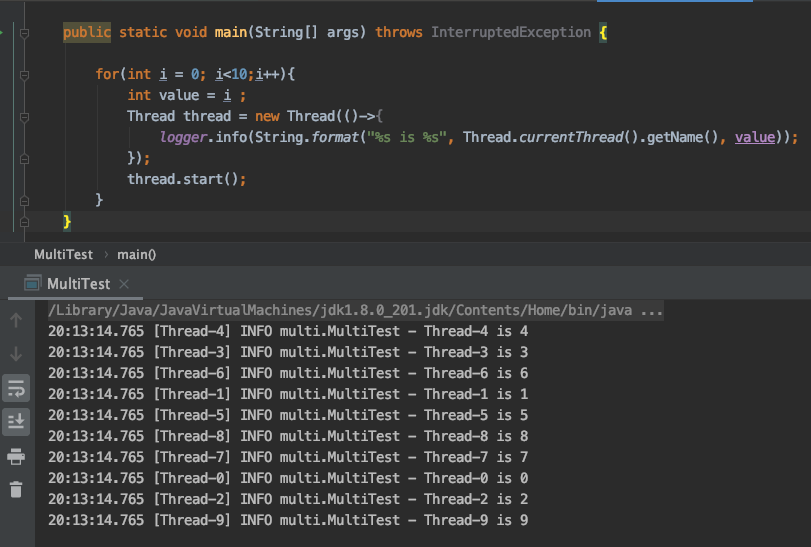 public static void main(String[] args) throws InterruptedException {
for(int i = 0; i<10;i++){
int value = i ;
Thread thread = new Thread(()->{
logger.info(String.format("%s is %s", Thread.currentThread().getName(), value));
});
thread.start();
}
}
MultiTest › main()
MultiTest ×
/Library/Java/JavaVirtualMachines/jdk1.8.0_201.jdk/Contents/Home/bin/java ...
20:13:14.765 [Thread-4] INFO multi.MultiTest - Thread-4 is 4
20:13:14.765 [Thread-3] INFO multi.MultiTest - Thread-3 is 3
20:13:14.765 [Thread-6] INFO multi.MultiTest - Thread-6 is 6
20:13:14.765 [Thread-1] INFO multi.MultiTest - Thread-1 is 1
20:13:14.765 [Thread-5] INFO multi.MultiTest - Thread-5 is 5
20:13:14.765 [Thread-8] INFO multi.MultiTest - Thread-8 is 8
20:13:14.765 [Thread-7] INFO multi.MultiTest - Thread-7 is 7
20:13:14.765 [Thread-0] INFO multi.MultiTest - Thread-0 is 0
20:13:14.765 [Thread-2] INFO multi.MultiTest - Thread-2 is 2
20:13:14.765 [Thread-9] INFO multi.MultiTest - Thread-9 is 9